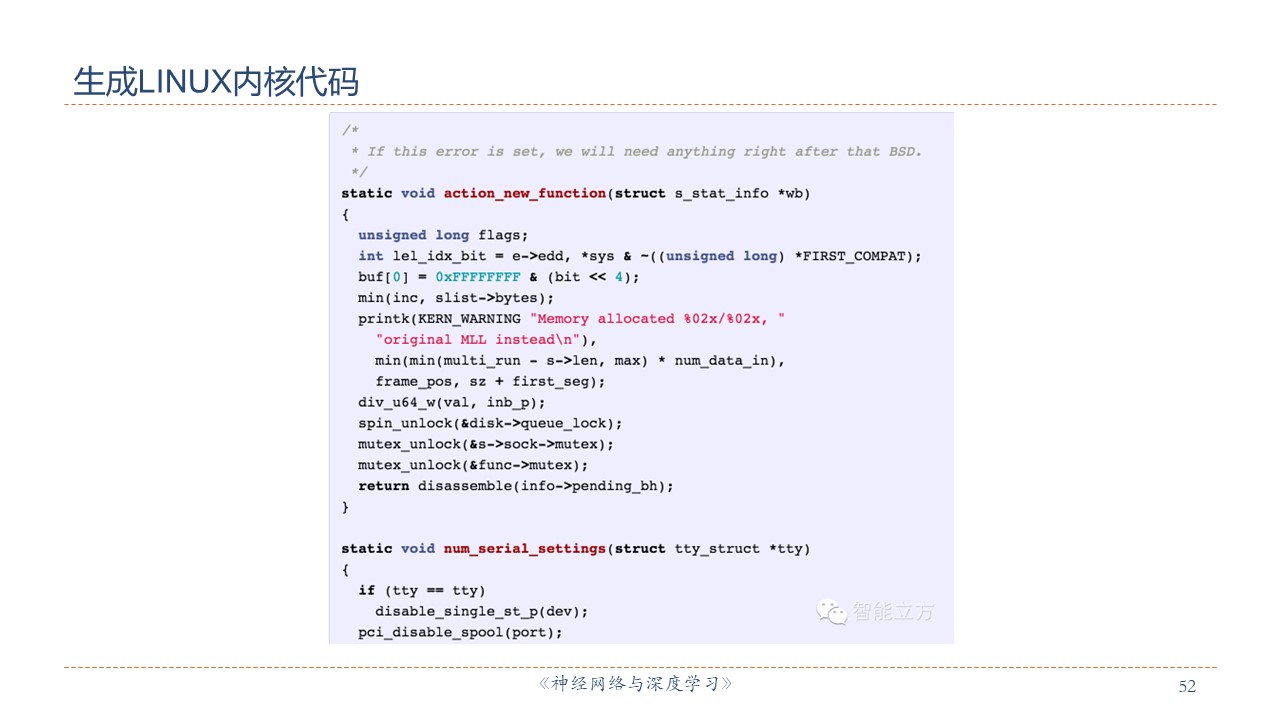 生成LINUX内核代码
/*
 * If this error is set, we will need anything right after that BSD.
 */
static void action_new_function(struct s_stat_info *wb)
{
  unsigned long flags;
  int lel_idx_bit = e->edd, *sys & ~((unsigned long) *FIRST_COMPAT);
  buf[0] = 0xFFFFFFFF & (bit << 4);
  min(inc, slist->bytes);
  printk(KERN_WARNING "Memory allocated %02x/%02x, "
    "original MLL instead\n"),
    min(min(multi_run - s->len, max) * num_data_in),
    frame_pos, sz + first_seg);
  div_u64_w(val, inb_p);
  spin_unlock(&disk->queue_lock);
  mutex_unlock(&s->sock->mutex);
  mutex_unlock(&func->mutex);
  return disassemble(info->pending_bh);
}
static void num_serial_settings(struct tty_struct *tty)
{
  if (tty == tty)
    disable_single_st_p(dev);
  pci_disable_spool(port);
智能立方
《神经网络与深度学习》
52